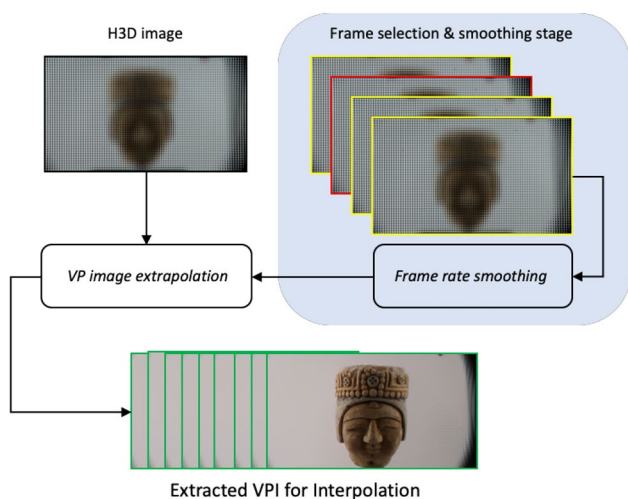 H3D image
Frame selection & smoothing stage
VP image extrapolation
Frame rate smoothing
Extracted VPI for Interpolation